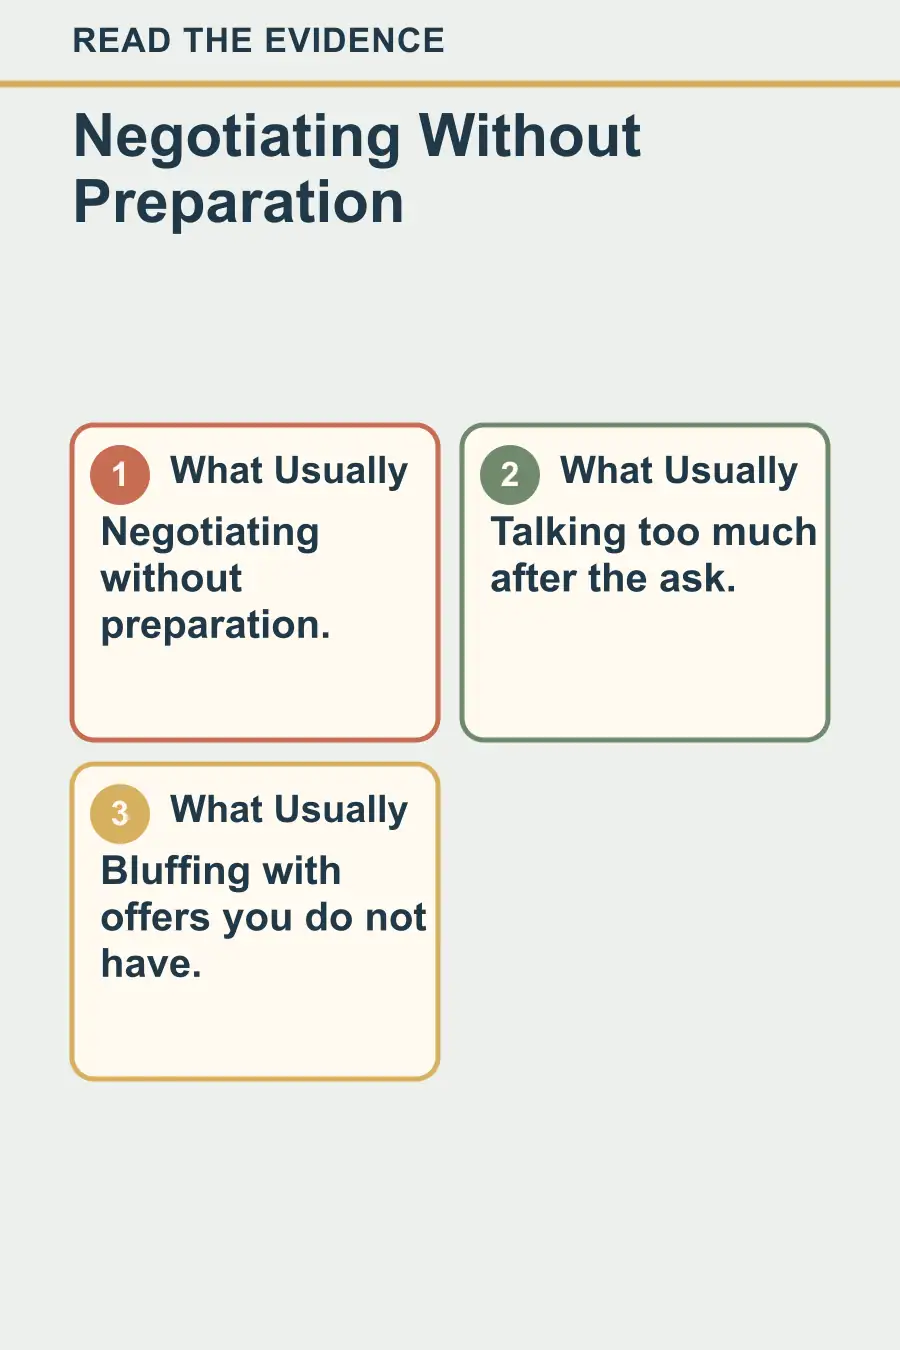 READ THE EVIDENCE
Negotiating Without
Preparation
1 What Usually
Negotiating
without
preparation.
2 What Usually
Talking too much
after the ask.
3 What Usually
Bluffing with
offers you do not
have.